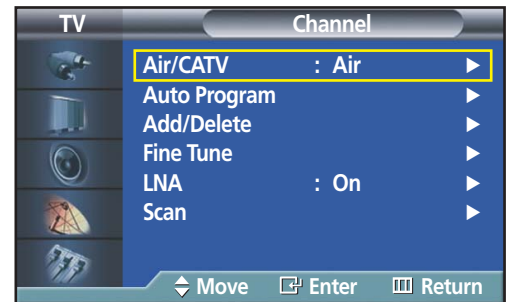 TV Channel
Air/CATV : Air
Auto Program
Add/Delete
Fine Tune
LNA : On
Scan
Move Enter Return